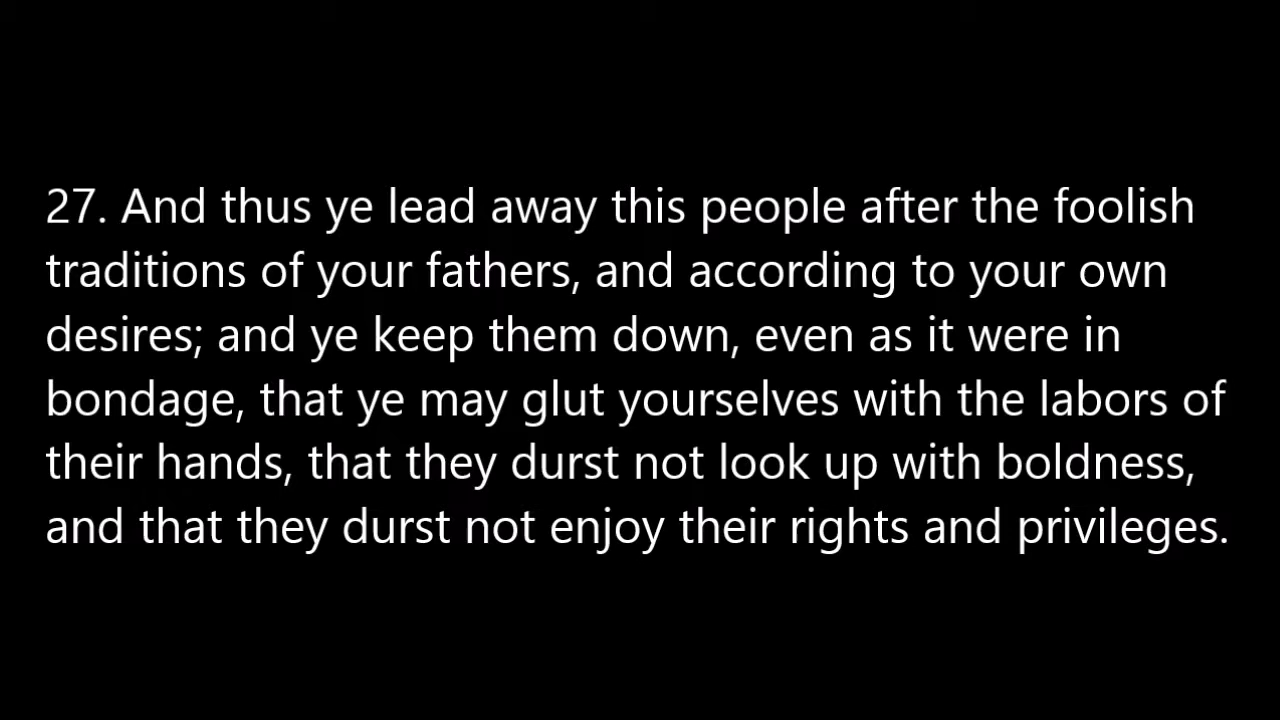 27. And thus ye lead away this people after the foolish
traditions of your fathers, and according to your own
desires; and ye keep them down, even as it were in
bondage, that ye may glut yourselves with the labors of
their hands, that they durst not look up with boldness,
and that they durst not enjoy their rights and privileges.